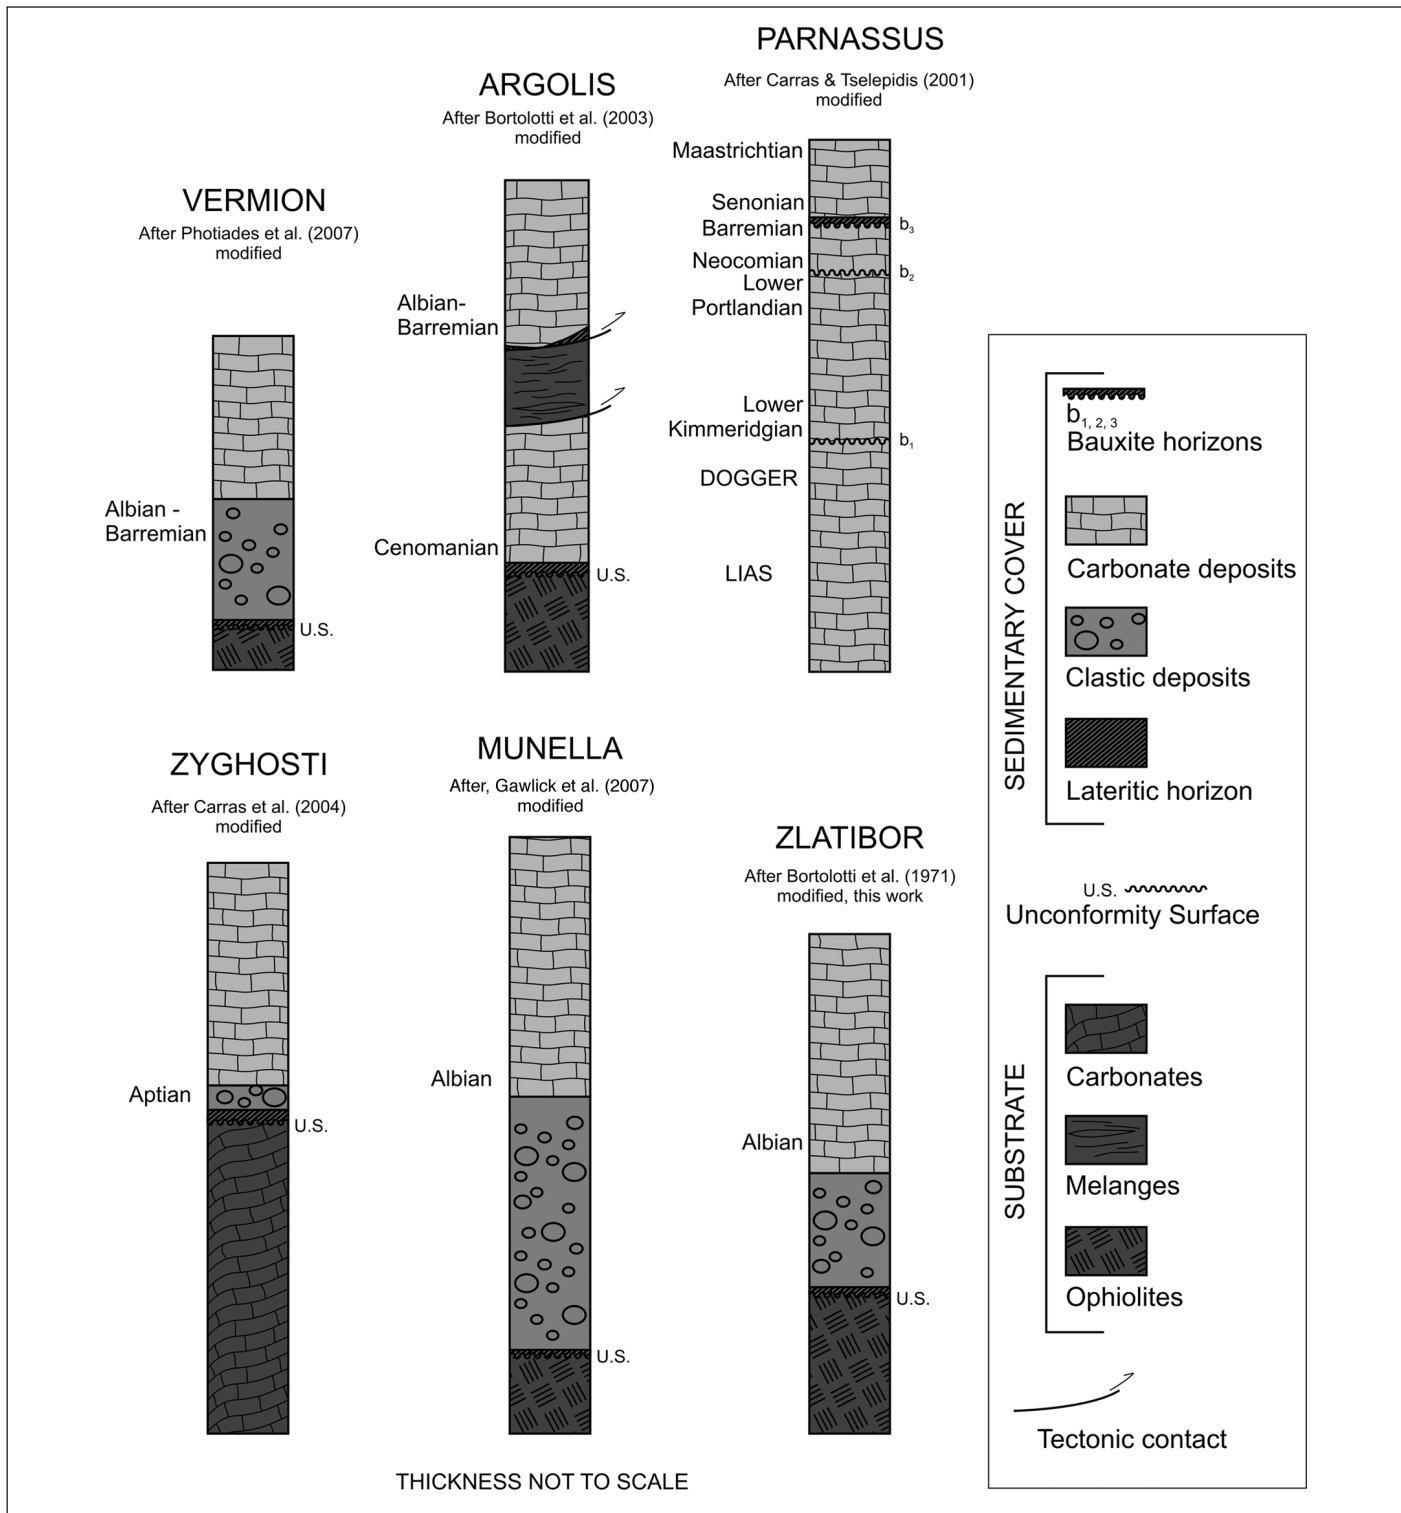 VERMION
After Photiades et al. (2007)
modified
Albian -
Barremian
U.S.
ARGOLIS
After Bortolotti et al. (2003)
modified
Albian-
Barremian
Cenomanian
U.S.
PARNASSUS
After Carras & Tselepidis (2001)
modified
Maastrichtian
Senonian
Barremian
b3
Neocomian
b2
Lower
Portlandian
Lower
Kimmeridgian
b1
DOGGER
LIAS
ZYGHOSTI
After Carras et al. (2004)
modified
Aptian
U.S.
MUNELLA
After, Gawlick et al. (2007)
modified
Albian
U.S.
ZLATIBOR
After Bortolotti et al. (1971)
modified, this work
Albian
U.S.
THICKNESS NOT TO SCALE
SEDIMENTARY COVER
b1, 2, 3
Bauxite horizons
Carbonate deposits
Clastic deposits
Lateritic horizon
U.S.
Unconformity Surface
SUBSTRATE
Carbonates
Melanges
Ophiolites
Tectonic contact